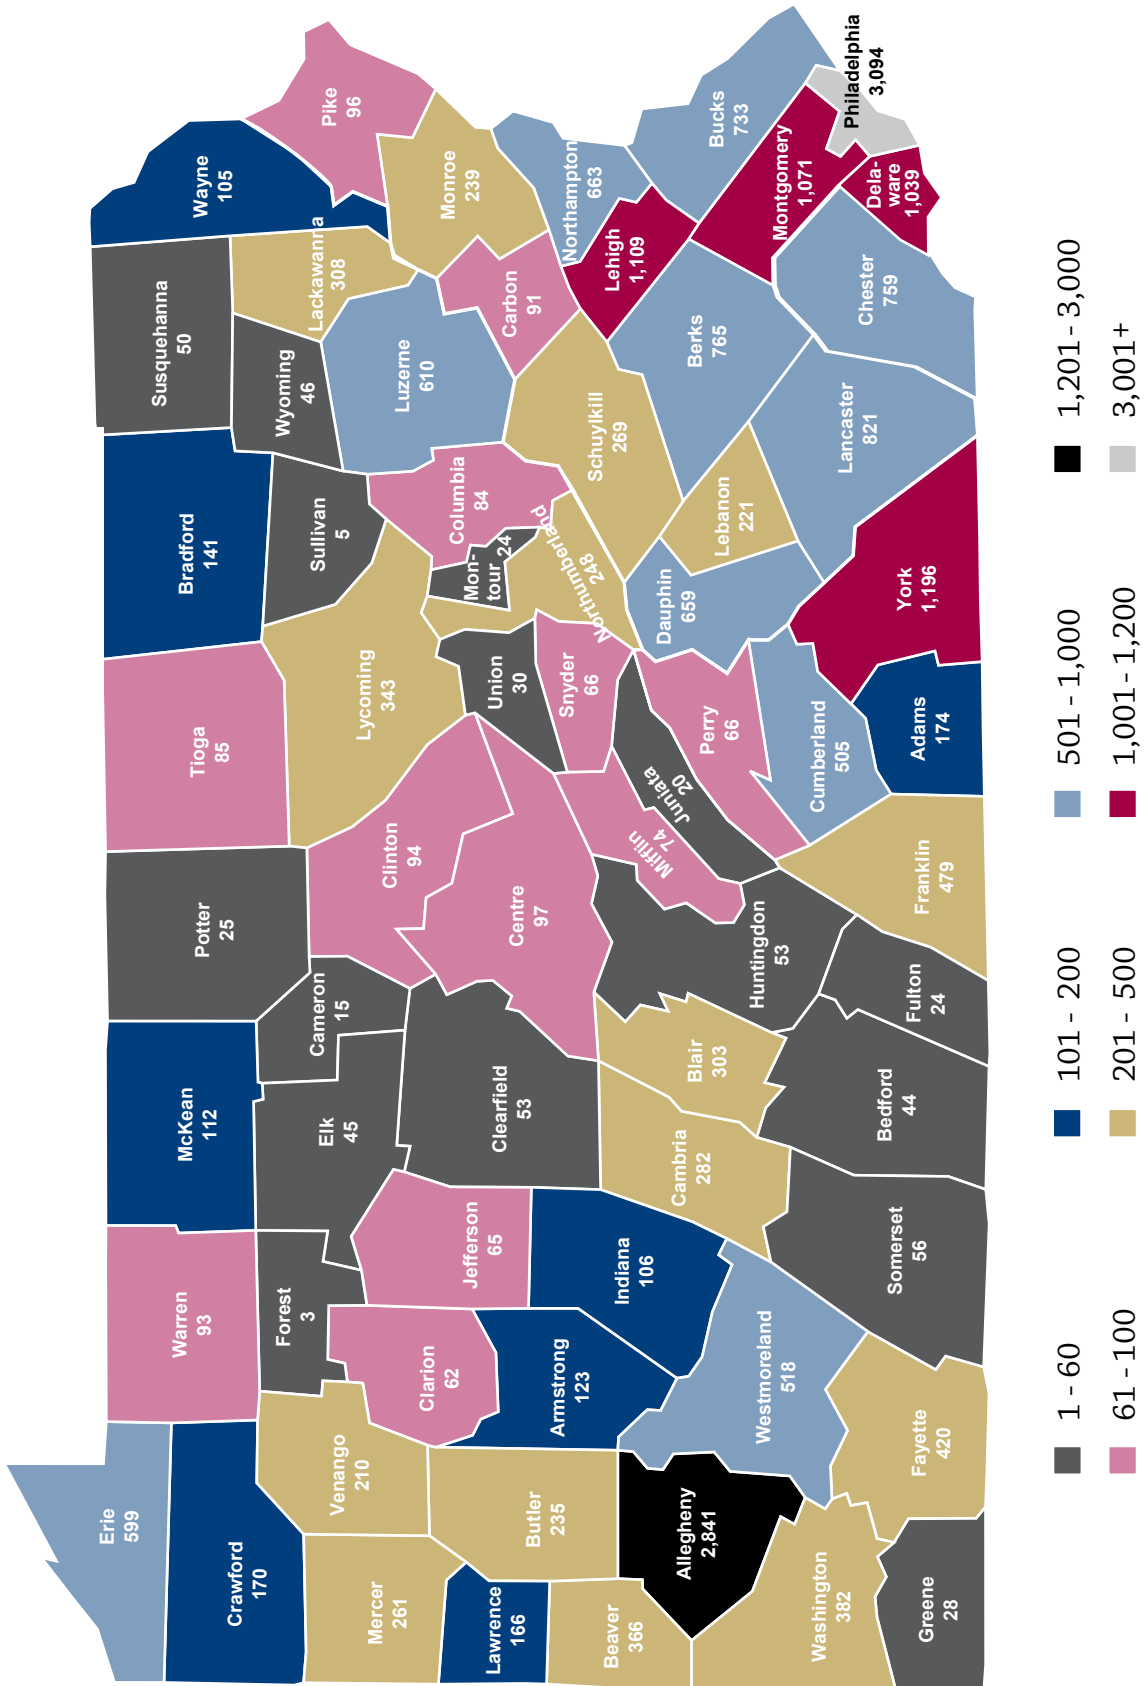 Erie
599
Crawford
170
Warren
93
McKean
112
Potter
25
Tioga
85
Bradford
141
Susquehanna
50
Wayne
105
Pike
96
Mercer
261
Venango
210
Forest
3
Elk
45
Cameron
15
Clinton
94
Lycoming
343
Sullivan
5
Wyoming
46
Lackawanna
308
Luzerne
610
Monroe
239
Lawrence
166
Butler
235
Clarion
62
Jefferson
65
Clearfield
53
Centre
97
Union
30
Mon-
tour 24
Columbia
84
Carbon
91
Northampton
663
Beaver
366
Armstrong
123
Indiana
106
Cambria
282
Blair
303
Huntingdon
53
Mifflin
74
Juniata
20
Snyder
66
Northumberland
248
Schuylkill
269
Lehigh
1,109
Bucks
733
Allegheny
2,841
Westmoreland
518
Perry
66
Dauphin
659
Lebanon
221
Berks
765
Montgomery
1,071
Philadelphia
3,094
Washington
382
Greene
28
Fayette
420
Somerset
56
Bedford
44
Fulton
24
Franklin
479
Cumberland
505
Adams
174
York
1,196
Lancaster
821
Chester
759
Dela-
ware
1,039
1 - 60
61 - 100
101 - 200
201 - 500
501 - 1,000
1,001 - 1,200
1,201 - 3,000
3,001+